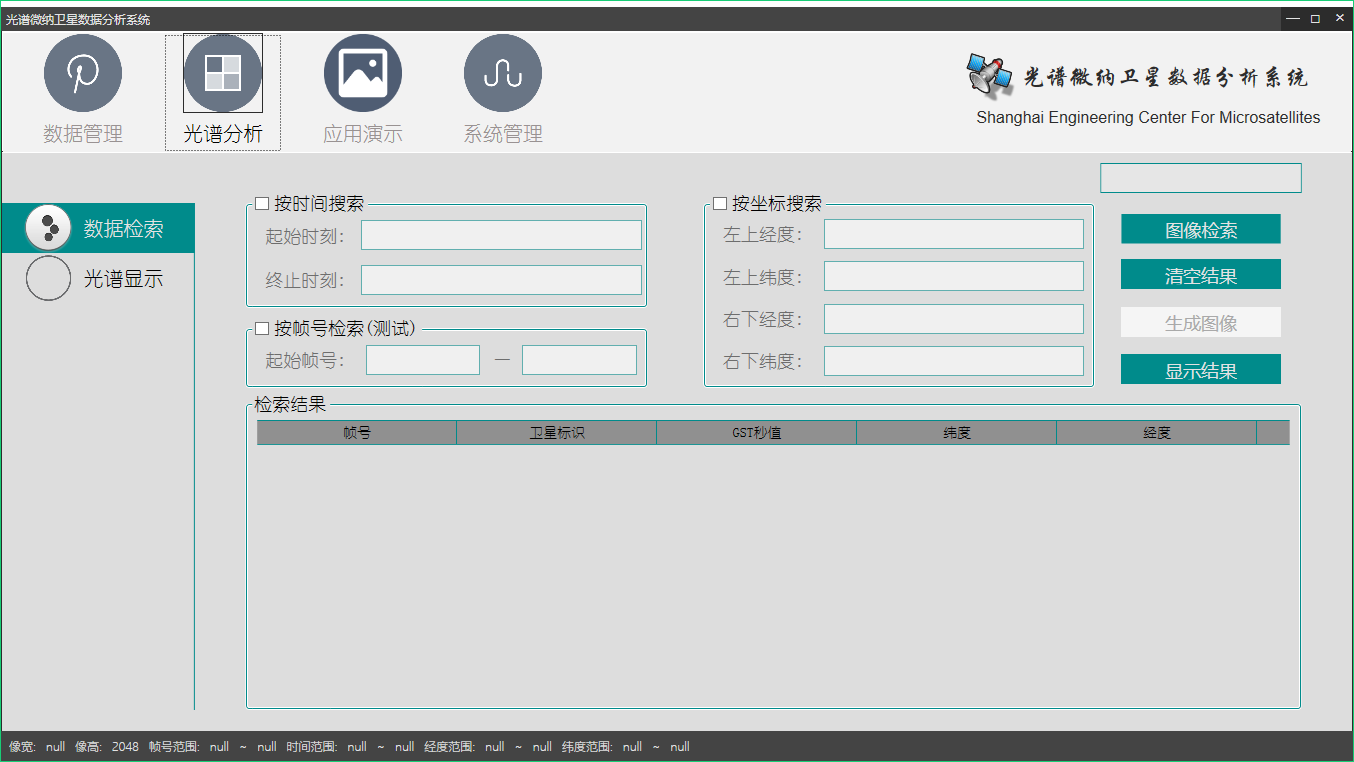 光谱微纳卫星数据分析系统
数据管理 光谱分析 应用演示 系统管理
光谱微纳卫星数据分析系统
Shanghai Engineering Center For Microsatellites
数据检索
光谱显示
按时间搜索
起始时刻:
终止时刻:
按帧号检索(测试)
起始帧号: —
按坐标搜索
左上经度:
左上纬度:
右下经度:
右下纬度:
图像检索
清空结果
生成图像
显示结果
检索结果
帧号 卫星标识 GST秒值 纬度 经度
像宽: null 像高: 2048 帧号范围: null ~ null 时间范围: null ~ null 经度范围: null ~ null 纬度范围: null ~ null